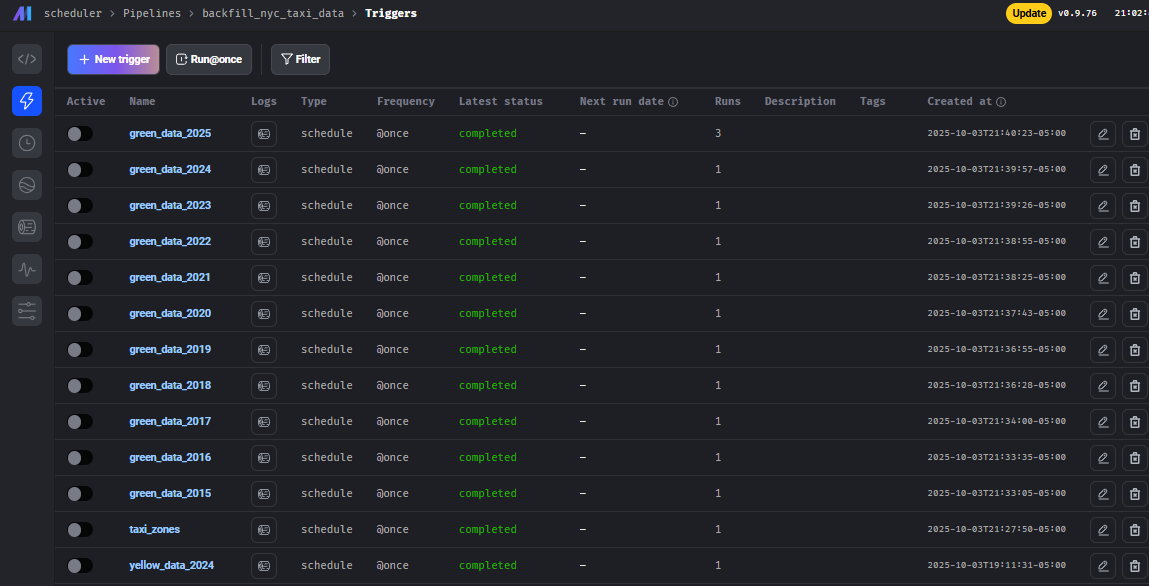 scheduler > Pipelines > backfill_nyc_taxi_data > Triggers Update v0.9.76 21:02:
+ New trigger Run@once Filter
Active Name Logs Type Frequency Latest status Next run date Runs Description Tags Created at
green_data_2025 schedule @once completed – 3 2025-10-03T21:40:23-05:00
green_data_2024 schedule @once completed – 1 2025-10-03T21:39:57-05:00
green_data_2023 schedule @once completed – 1 2025-10-03T21:39:26-05:00
green_data_2022 schedule @once completed – 1 2025-10-03T21:38:55-05:00
green_data_2021 schedule @once completed – 1 2025-10-03T21:38:25-05:00
green_data_2020 schedule @once completed – 1 2025-10-03T21:37:43-05:00
green_data_2019 schedule @once completed – 1 2025-10-03T21:36:55-05:00
green_data_2018 schedule @once completed – 1 2025-10-03T21:36:28-05:00
green_data_2017 schedule @once completed – 1 2025-10-03T21:34:00-05:00
green_data_2016 schedule @once completed – 1 2025-10-03T21:33:35-05:00
green_data_2015 schedule @once completed – 1 2025-10-03T21:33:05-05:00
taxi_zones schedule @once completed – 1 2025-10-03T21:27:50-05:00
yellow_data_2024 schedule @once completed – 1 2025-10-03T19:11:31-05:00